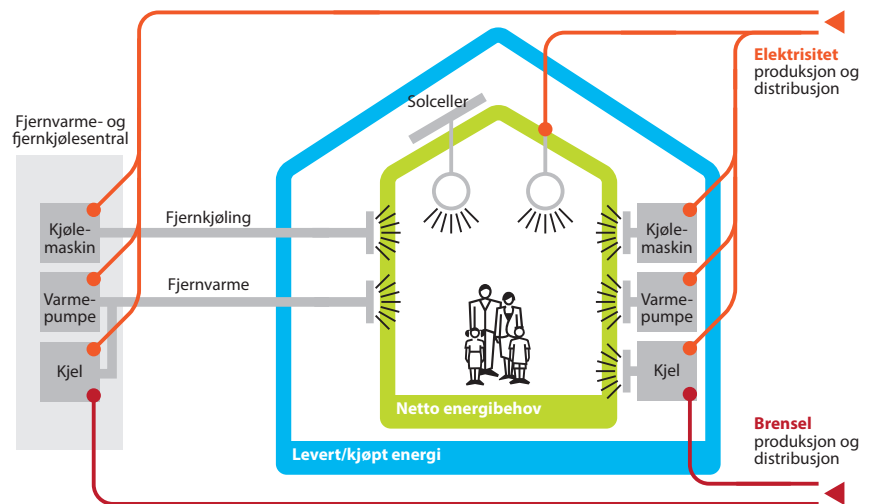 Elektrisitet
produksjon og
distribusjon
Solceller
Fjernvarme- og
fjernkjølesentral
Kjøle-
maskin
Fjernkjøling
Kjøle-
maskin
Varme-
pumpe
Fjernvarme
Varme-
pumpe
Kjel
Kjel
Netto energibehov
Levert/kjøpt energi
Brensel
produksjon og
distribusjon